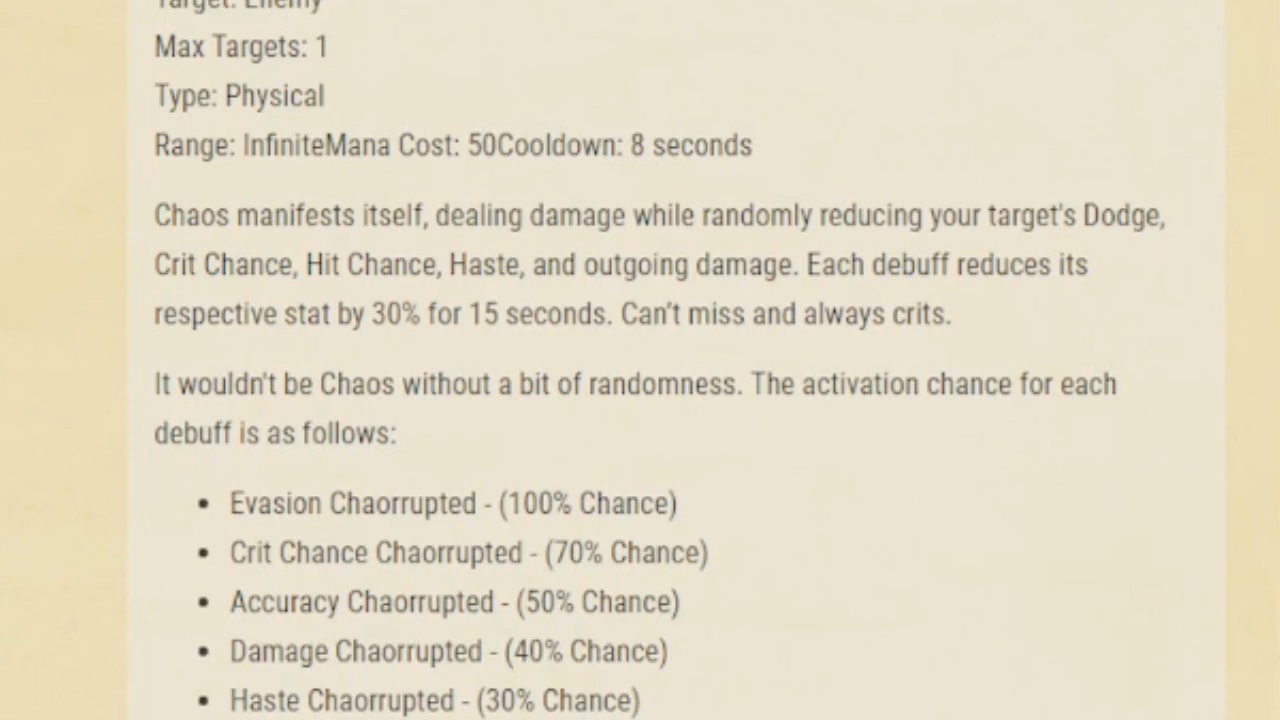 Target: Enemy
Max Targets: 1
Type: Physical
Range: InfiniteMana Cost: 50Cooldown: 8 seconds
Chaos manifests itself, dealing damage while randomly reducing your target's Dodge,
Crit Chance, Hit Chance, Haste, and outgoing damage. Each debuff reduces its
respective stat by 30% for 15 seconds. Can't miss and always crits.
It wouldn't be Chaos without a bit of randomness. The activation chance for each
debuff is as follows:
• Evasion Chaorrupted - (100% Chance)
• Crit Chance Chaorrupted - (70% Chance)
• Accuracy Chaorrupted - (50% Chance)
• Damage Chaorrupted - (40% Chance)
• Haste Chaorrupted - (30% Chance)